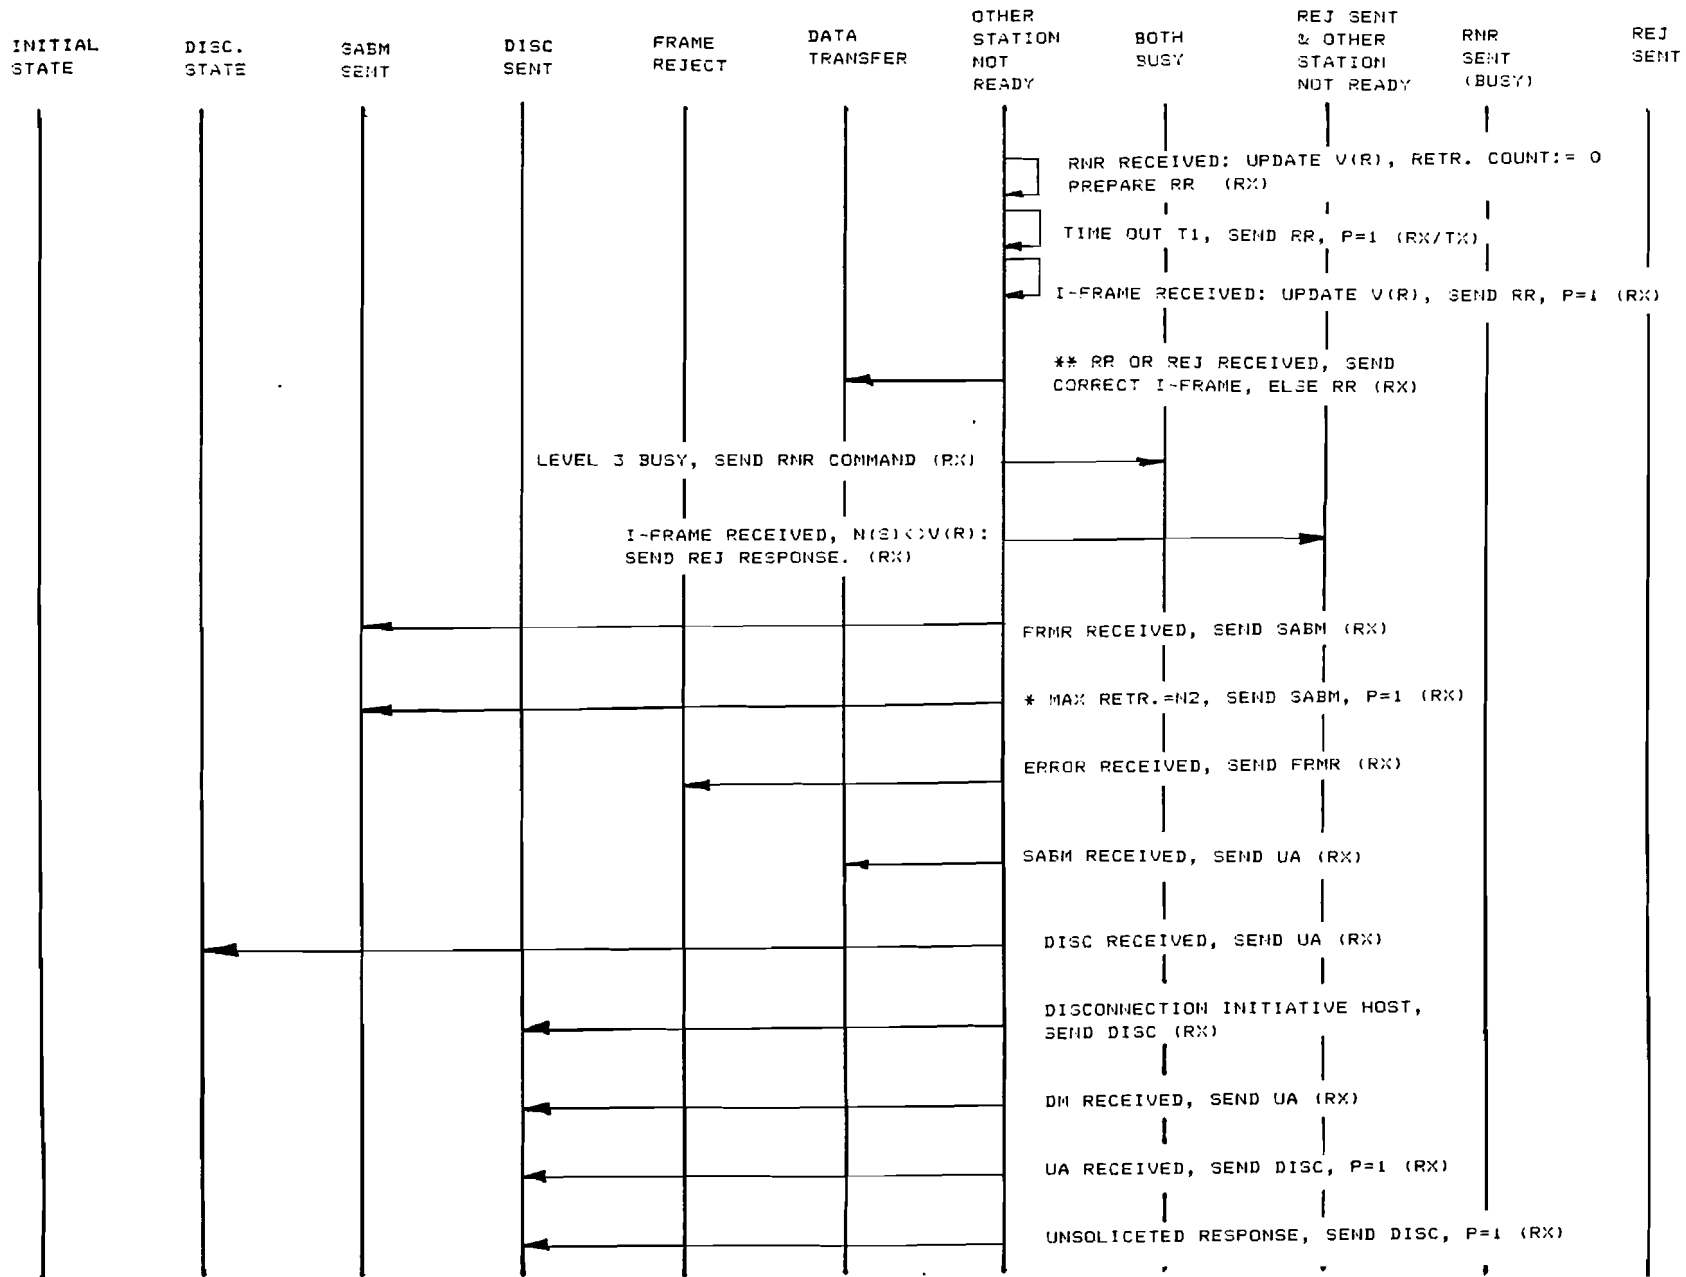 INITIAL
STATE
DISC.
STATE
SABM
SENT
DISC
SENT
FRAME
REJECT
DATA
TRANSFER
OTHER
STATION
NOT
READY
BOTH
BUSY
REJ SENT
& OTHER
STATION
NOT READY
RNR
SENT
(BUSY)
REJ
SENT
RNR RECEIVED: UPDATE V(R), RETR. COUNT:= 0
PREPARE RR (RX)
TIME OUT T1, SEND RR, P=1 (RX/TX)
I-FRAME RECEIVED: UPDATE V(R), SEND RR, P=1 (RX)
** RR OR REJ RECEIVED, SEND
CORRECT I-FRAME, ELSE RR (RX)
LEVEL 3 BUSY, SEND RNR COMMAND (RX)
I-FRAME RECEIVED, N(S)<>V(R):
SEND REJ RESPONSE. (RX)
FRMR RECEIVED, SEND SABM (RX)
* MAX RETR.=N2, SEND SABM, P=1 (RX)
ERROR RECEIVED, SEND FRMR (RX)
SABM RECEIVED, SEND UA (RX)
DISC RECEIVED, SEND UA (RX)
DISCONNECTION INITIATIVE HOST,
SEND DISC (RX)
DM RECEIVED, SEND UA (RX)
UA RECEIVED, SEND DISC, P=1 (RX)
UNSOLICETED RESPONSE, SEND DISC, P=1 (RX)